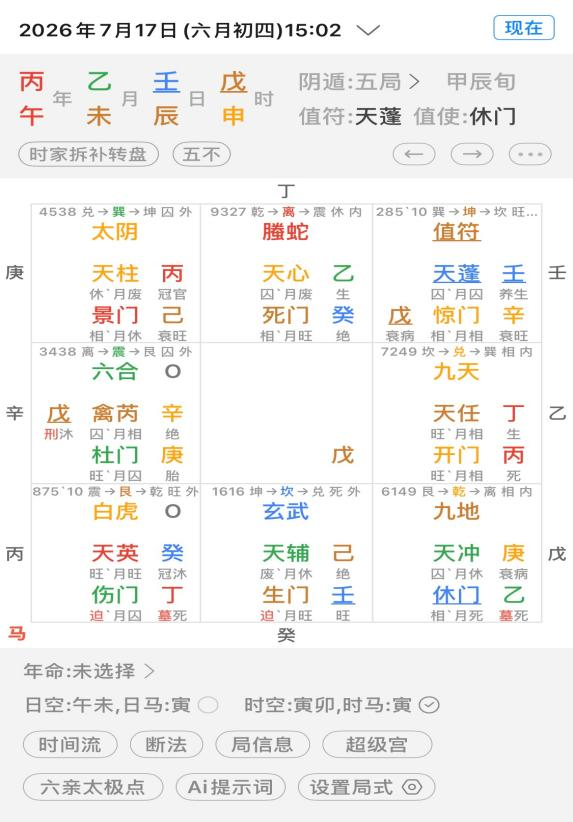 2026年7月17日(六月初四)15:02
现在
丙 乙 壬 戊 阴遁:五局> 甲辰旬
年 月 日 时
午 未 辰 申 值符:天蓬 值使:休门
时家拆补转盘 五不 ← → ···
丁
4538 兑→巽→坤 囚 外 9327 乾→离→震 休 内 285`10 巽→坤→坎 旺...
太阴 螣蛇 值符
庚 天柱 丙 天心 乙 天蓬 壬 壬
休`月废 冠官 囚`月废 生 囚`月囚 养生
景门 己 死门 癸 戊 惊门 辛
相`月休 衰旺 相`月旺 绝 衰病 相`月相 衰旺
3438 离→震→艮 囚 外 7249 坎→兑→巽 相 内
六合 O 九天
辛 戊 禽芮 辛 天任 丁 乙
刑沐 囚`月相 绝 旺`月相 生
杜门 庚 戊 开门 丙
旺`月囚 胎 旺`月相 死
875`10 震→艮→乾 旺 外 1616 坤→坎→兑 死 外 6149 艮→乾→离 相 内
白虎 O 玄武 九地
丙 天英 癸 天辅 己 天冲 庚 戊
旺`月旺 冠沐 废`月休 绝 囚`月休 衰病
伤门 丁 生门 壬 休门 乙
迫`月囚 墓死 迫`月旺 旺 相`月死 墓死
马 癸
年命:未选择 >
日空:午未,日马:寅 时空:寅卯,时马:寅
时间流 断法 局信息 超级宫
六亲太极点 Ai提示词 设置局式